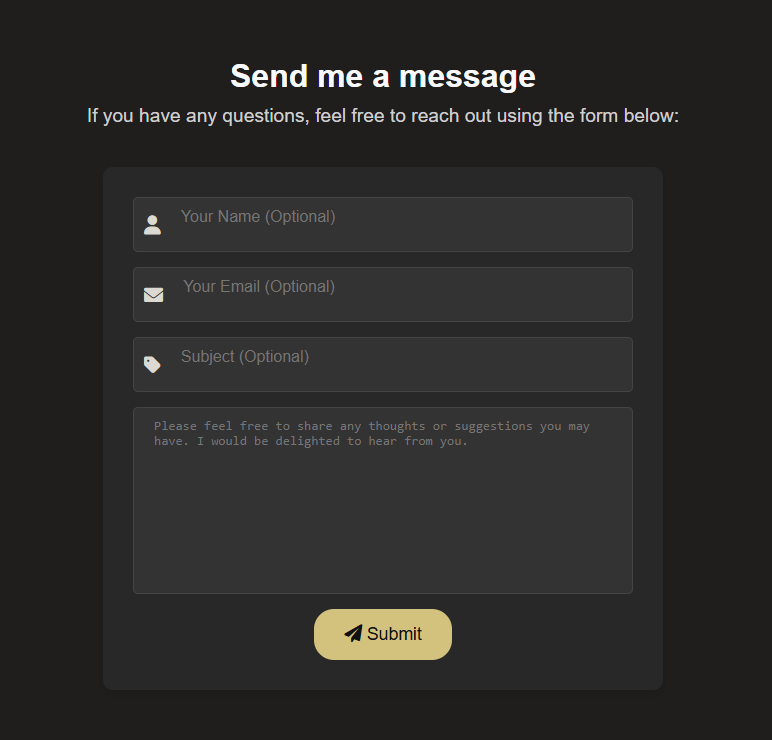 Send me a message
If you have any questions, feel free to reach out using the form below:
Your Name (Optional)
Your Email (Optional)
Subject (Optional)
Please feel free to share any thoughts or suggestions you may
have. I would be delighted to hear from you.
Submit